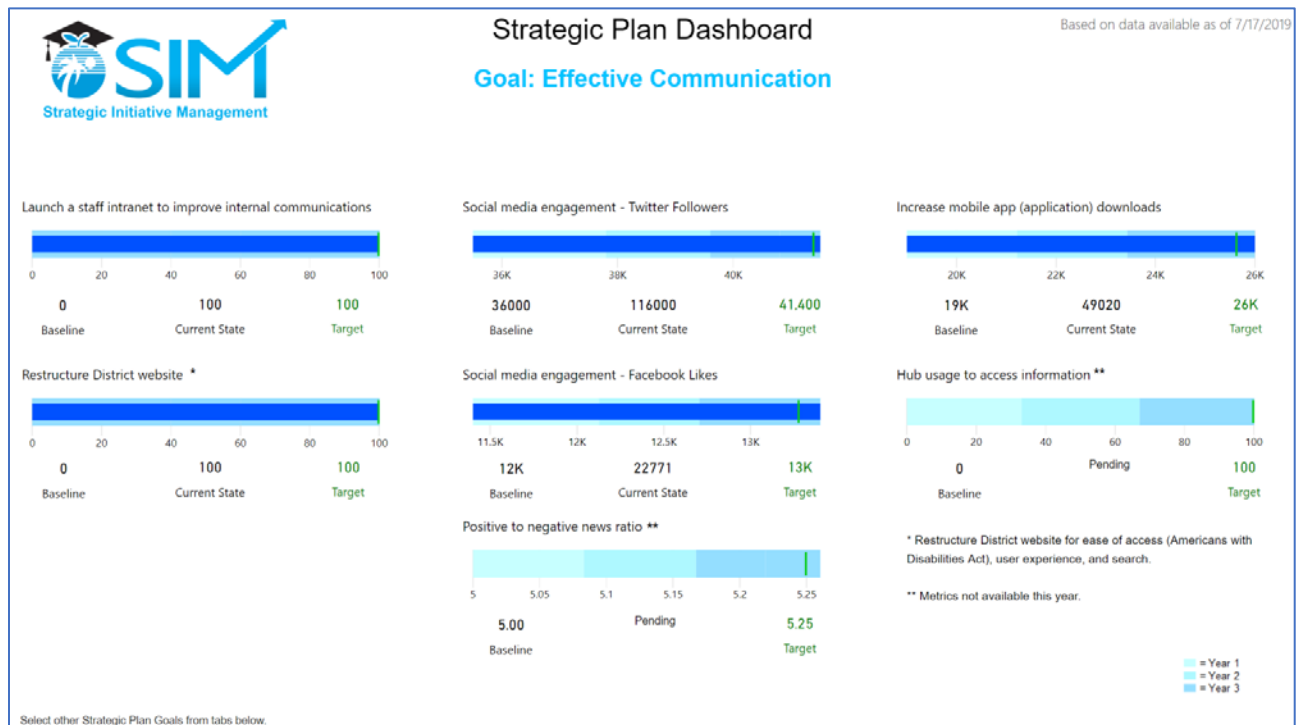 SIM
Strategic Initiative Management
Strategic Plan Dashboard
Goal: Effective Communication
Based on data available as of 7/17/2019
Launch a staff intranet to improve internal communications
0 20 40 60 80 100
0 100 100
Baseline Current State Target
Social media engagement - Twitter Followers
36K 38K 40K
36000 116000 41,400
Baseline Current State Target
Increase mobile app (application) downloads
20K 22K 24K 26K
19K 49020 26K
Baseline Current State Target
Restructure District website *
0 20 40 60 80 100
0 100 100
Baseline Current State Target
Social media engagement - Facebook Likes
11.5K 12K 12.5K 13K
12K 22771 13K
Baseline Current State Target
Hub usage to access information **
0 20 40 60 80 100
0 Pending 100
Baseline Target
Positive to negative news ratio **
5 5.05 5.1 5.15 5.2 5.25
5.00 Pending 5.25
Baseline Target
* Restructure District website for ease of access (Americans with
Disabilities Act), user experience, and search.
** Metrics not available this year.
= Year 1
= Year 2
= Year 3
Select other Strategic Plan Goals from tabs below.